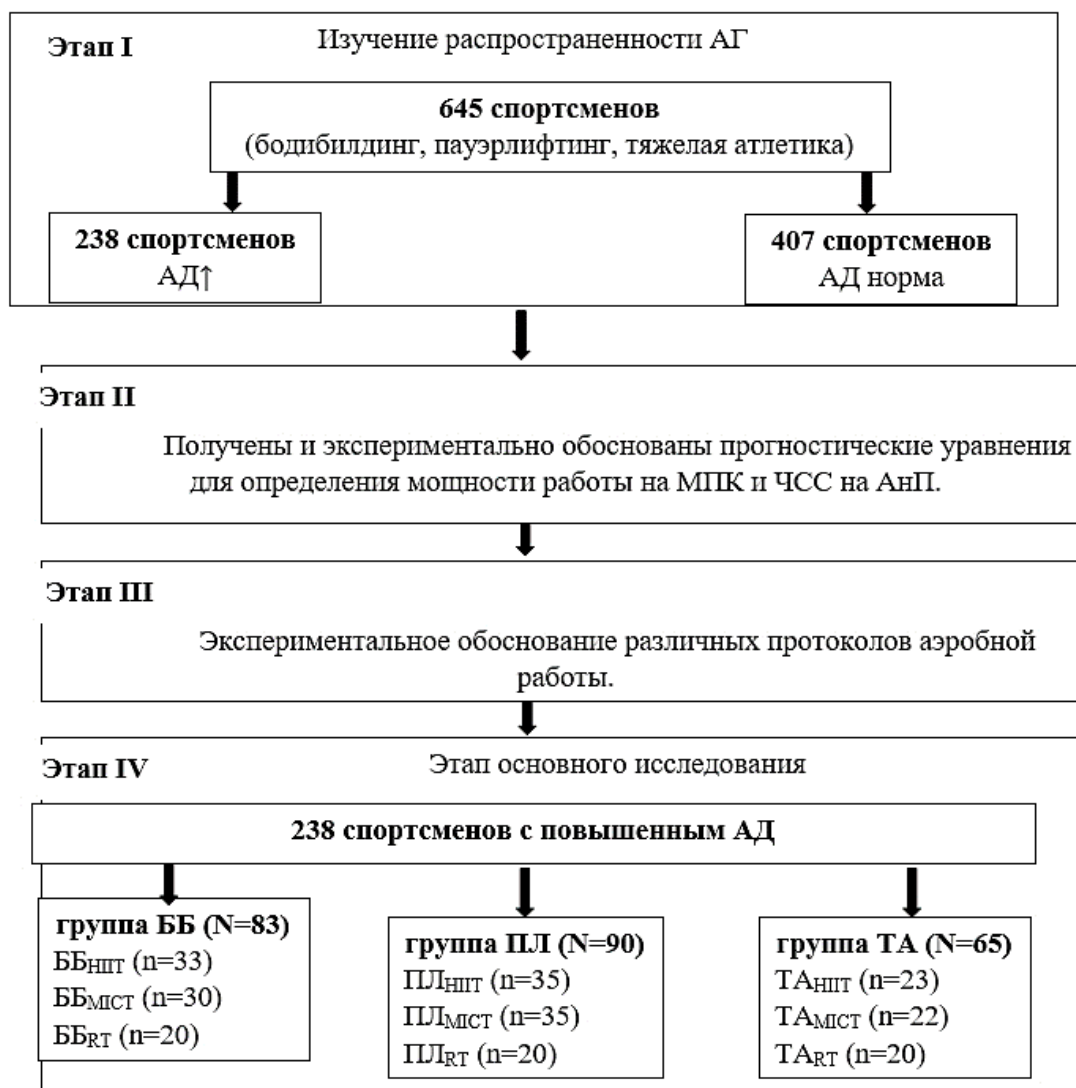 Этап I
Изучение распространенности АГ
645 спортсменов
(бодибилдинг, пауэрлифтинг, тяжелая атлетика)
238 спортсменов
АД↑
407 спортсменов
АД норма
Этап II
Получены и экспериментально обоснованы прогностические уравнения
для определения мощности работы на МПК и ЧСС на АнП.
Этап III
Экспериментальное обоснование различных протоколов аэробной
работы.
Этап IV
Этап основного исследования
238 спортсменов с повышенным АД
группа ББ (N=83)
ББHIIT (n=33)
ББMICT (n=30)
ББRT (n=20)
группа ПЛ (N=90)
ПЛHIIT (n=35)
ПЛMICT (n=35)
ПЛRT (n=20)
группа ТА (N=65)
ТАHIIT (n=23)
ТАMICT (n=22)
ТАRT (n=20)